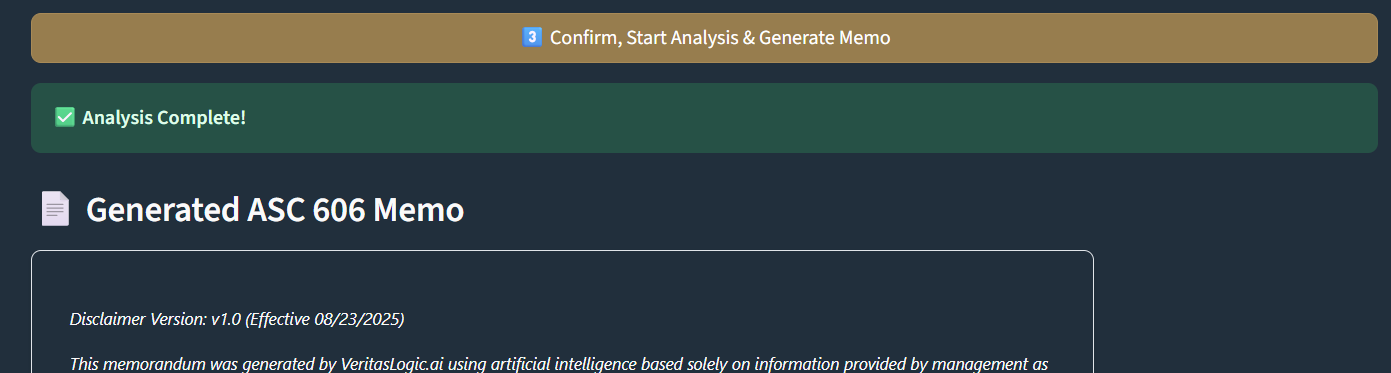 3 Confirm, Start Analysis & Generate Memo
Analysis Complete!
Generated ASC 606 Memo
Disclaimer Version: v1.0 (Effective 08/23/2025)
This memorandum was generated by VeritasLogic.ai using artificial intelligence based solely on information provided by management as